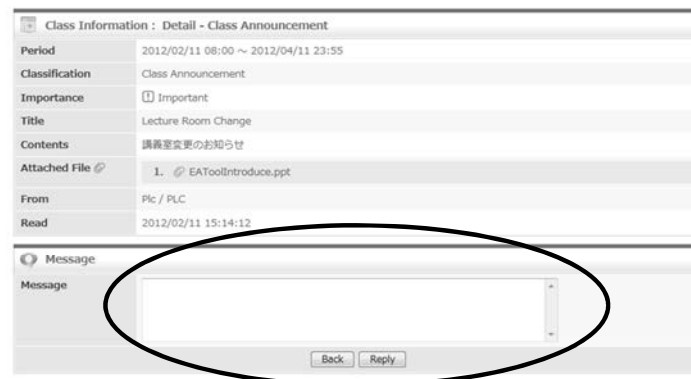 Class Information : Detail - Class Announcement
Period 2012/02/11 08:00 ～ 2012/04/11 23:55
Classification Class Announcement
Importance Important
Title Lecture Room Change
Contents 講義室変更のお知らせ
Attached File 1. EAToolIntroduce.ppt
From Plc / PLC
Read 2012/02/11 15:14:12
Message
Message
Back Reply